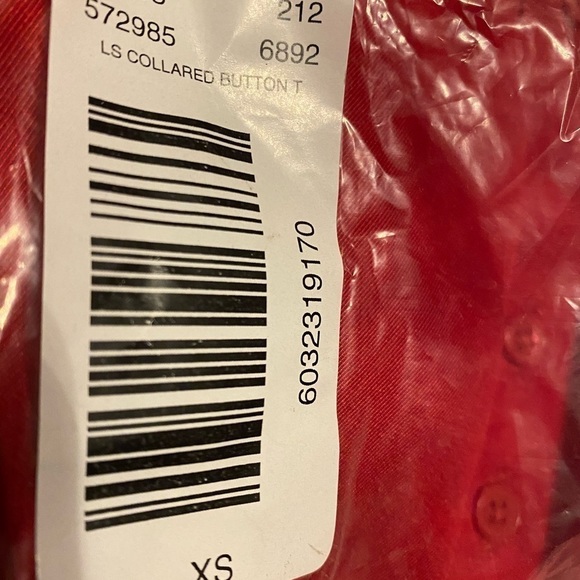 212
572985
6892
LS COLLARED BUTTON T
6032319170
XS